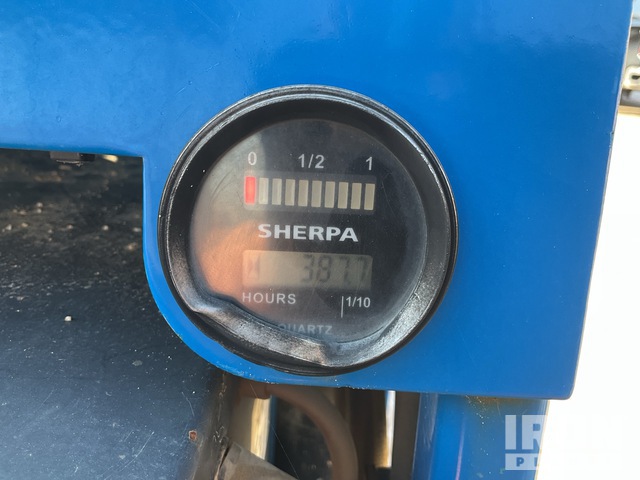 0 1/2 1
SHERPA
3877
HOURS 1/10
QUARTZ